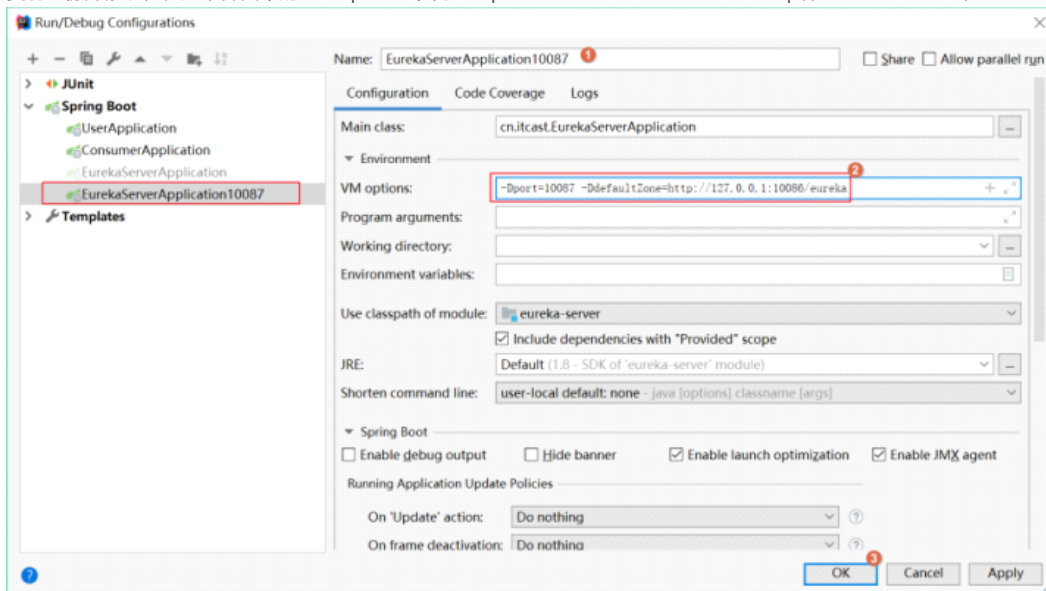 Run/Debug Configurations
Name: EurekaServerApplication10087 1 Share Allow parallel run
JUnit
Spring Boot
UserApplication
ConsumerApplication
EurekaServerApplication
EurekaServerApplication10087
Templates
Configuration Code Coverage Logs
Main class: cn.itcast.EurekaServerApplication
Environment
2
VM options: -Dport=10087 -DdefaultZone=http://127.0.0.1:10086/eureka
Program arguments:
Working directory:
Environment variables:
Use classpath of module: eureka-server
Include dependencies with "Provided" scope
JRE: Default (1.8 - SDK of 'eureka-server' module)
Shorten command line: user-local default: none - java [options] classname [args]
Spring Boot
Enable debug output Hide banner Enable launch optimization Enable JMX agent
Running Application Update Policies
On 'Update' action: Do nothing
On frame deactivation: Do nothing
3
OK Cancel Apply